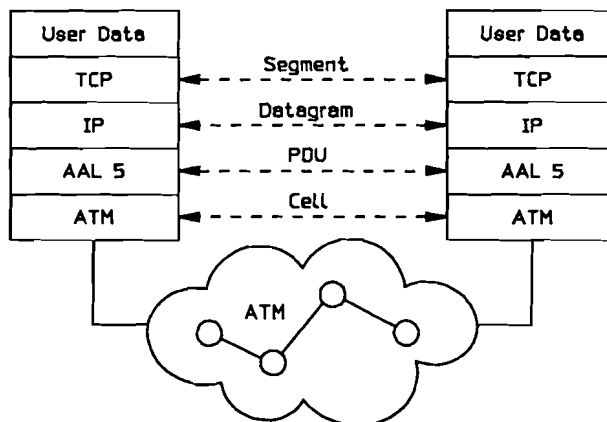 User Data
User Data
Segment
TCP
TCP
Datagram
IP
IP
PDU
AAL 5
AAL 5
Cell
ATM
ATM
ATM